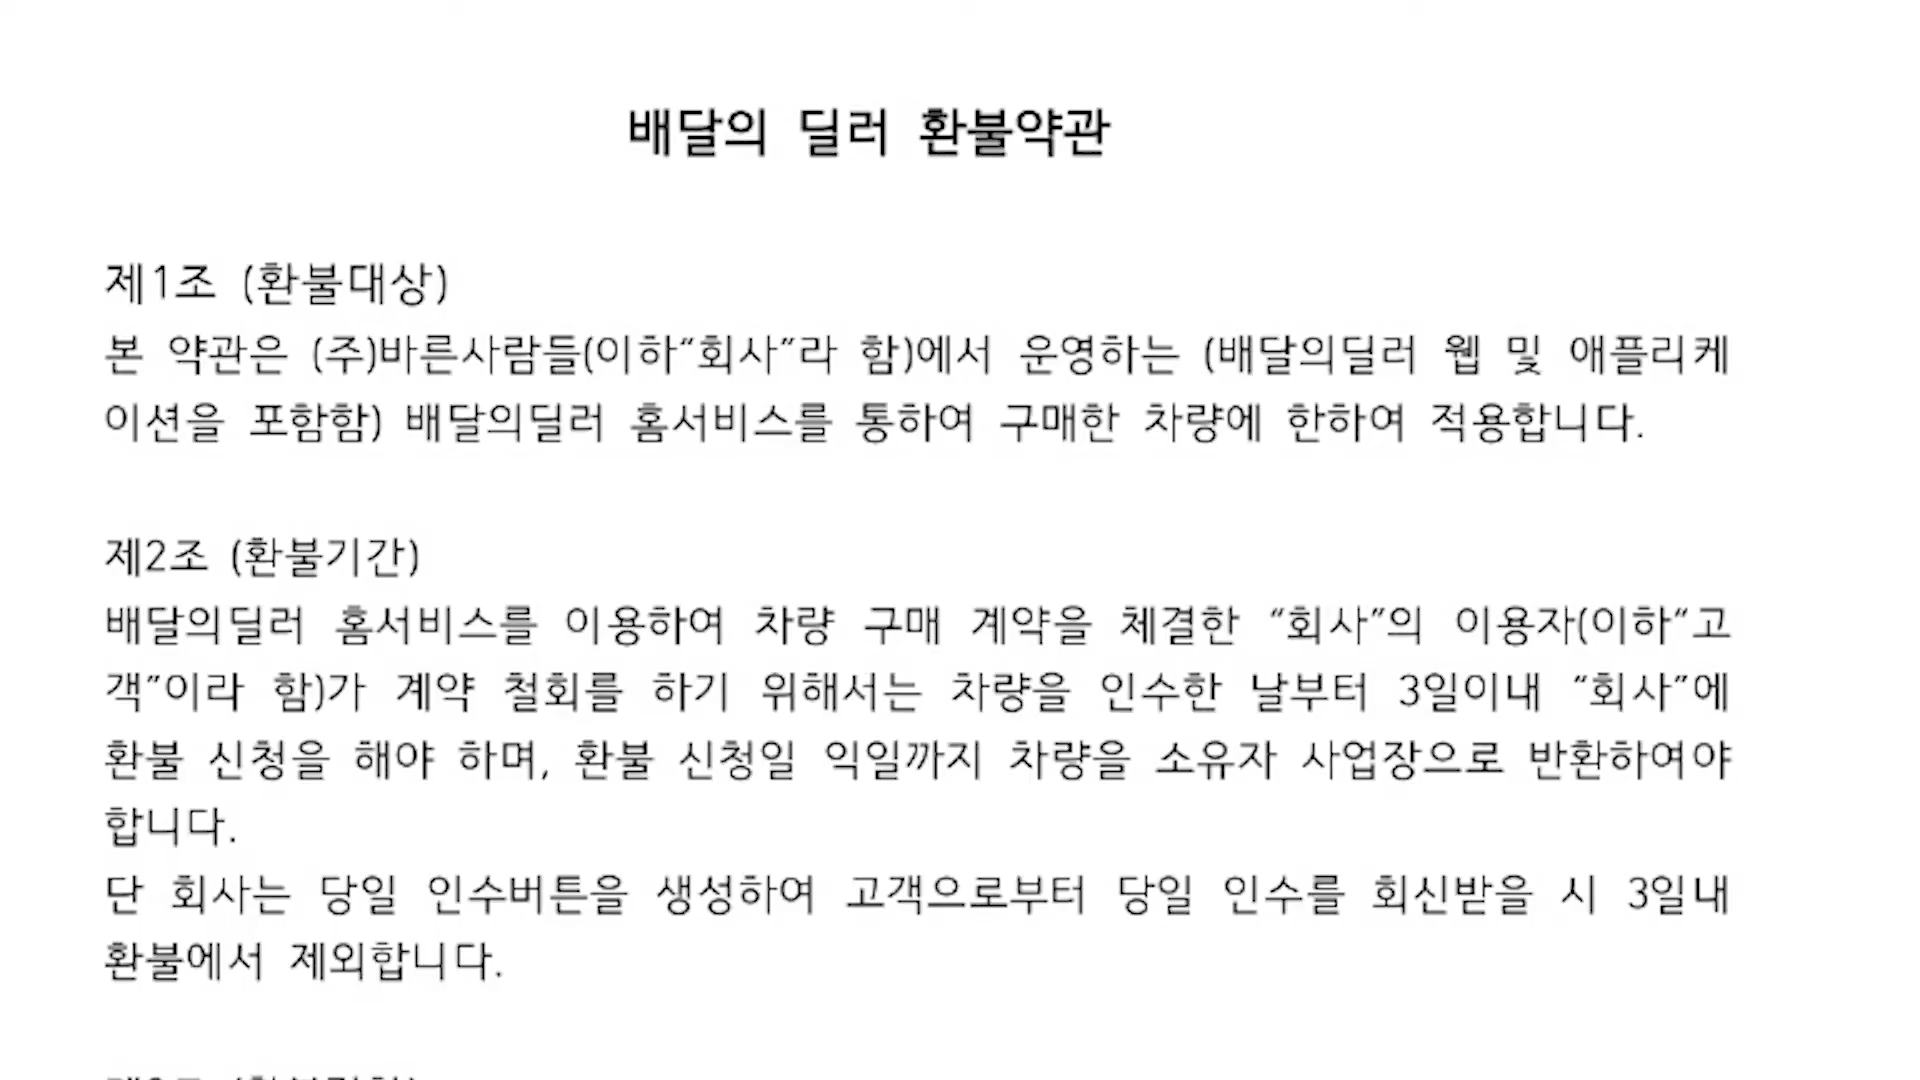 배달의 딜러 환불약관
제1조 (환불대상)
본 약관은 (주)바른사람들(이하“회사”라 함)에서 운영하는 (배달의딜러 웹 및 애플리케
이션을 포함함) 배달의딜러 홈서비스를 통하여 구매한 차량에 한하여 적용합니다.
제2조 (환불기간)
배달의딜러 홈서비스를 이용하여 차량 구매 계약을 체결한 “회사”의 이용자(이하“고
객”이라 함)가 계약 철회를 하기 위해서는 차량을 인수한 날부터 3일이내 “회사”에
환불 신청을 해야 하며, 환불 신청일 익일까지 차량을 소유자 사업장으로 반환하여야
합니다.
단 회사는 당일 인수버튼을 생성하여 고객으로부터 당일 인수를 회신받을 시 3일내
환불에서 제외합니다.